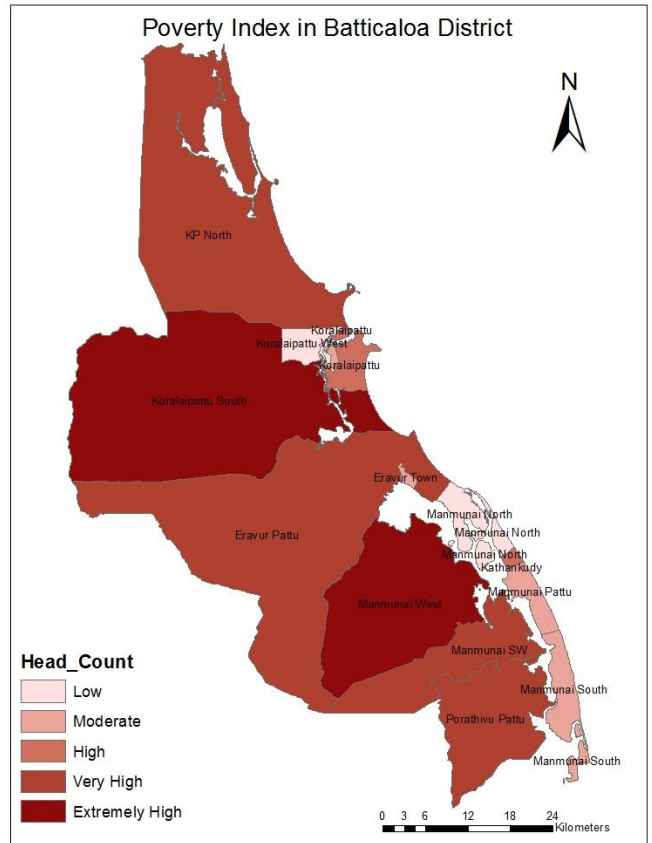 Poverty Index in Batticaloa District
N
KP North
Koralaipattu
Koralaipattu West
Koralaipattu
Koralaipattu South
Eravur Town
Manmunai North
Eravur Pattu
Manmunai North
Manmunai North
Kathankudy
Manmunai Pattu
Manmunai West
Manmunai SW
Manmunai South
Porathivu Pattu
Manmunai South
Head_Count
Low
Moderate
High
Very High
Extremely High
0 3 6 12 18 24
Kilometers